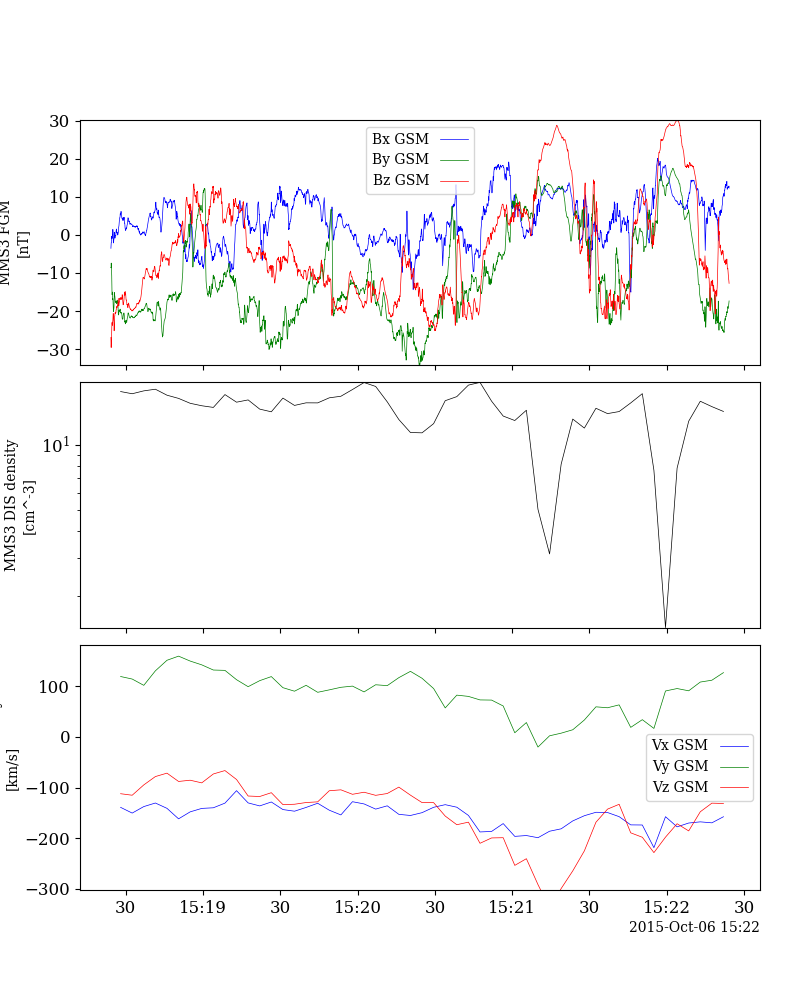 30
20
10
0
−10
−20
−30
MMS3 FGM
[nT]
Bx GSM
By GSM
Bz GSM
10^1
MMS3 DIS density
[cm^-3]
100
0
−100
−200
−300
[km/s]
Vx GSM
Vy GSM
Vz GSM
30 15:19 30 15:20 30 15:21 30 15:22 30
2015-Oct-06 15:22